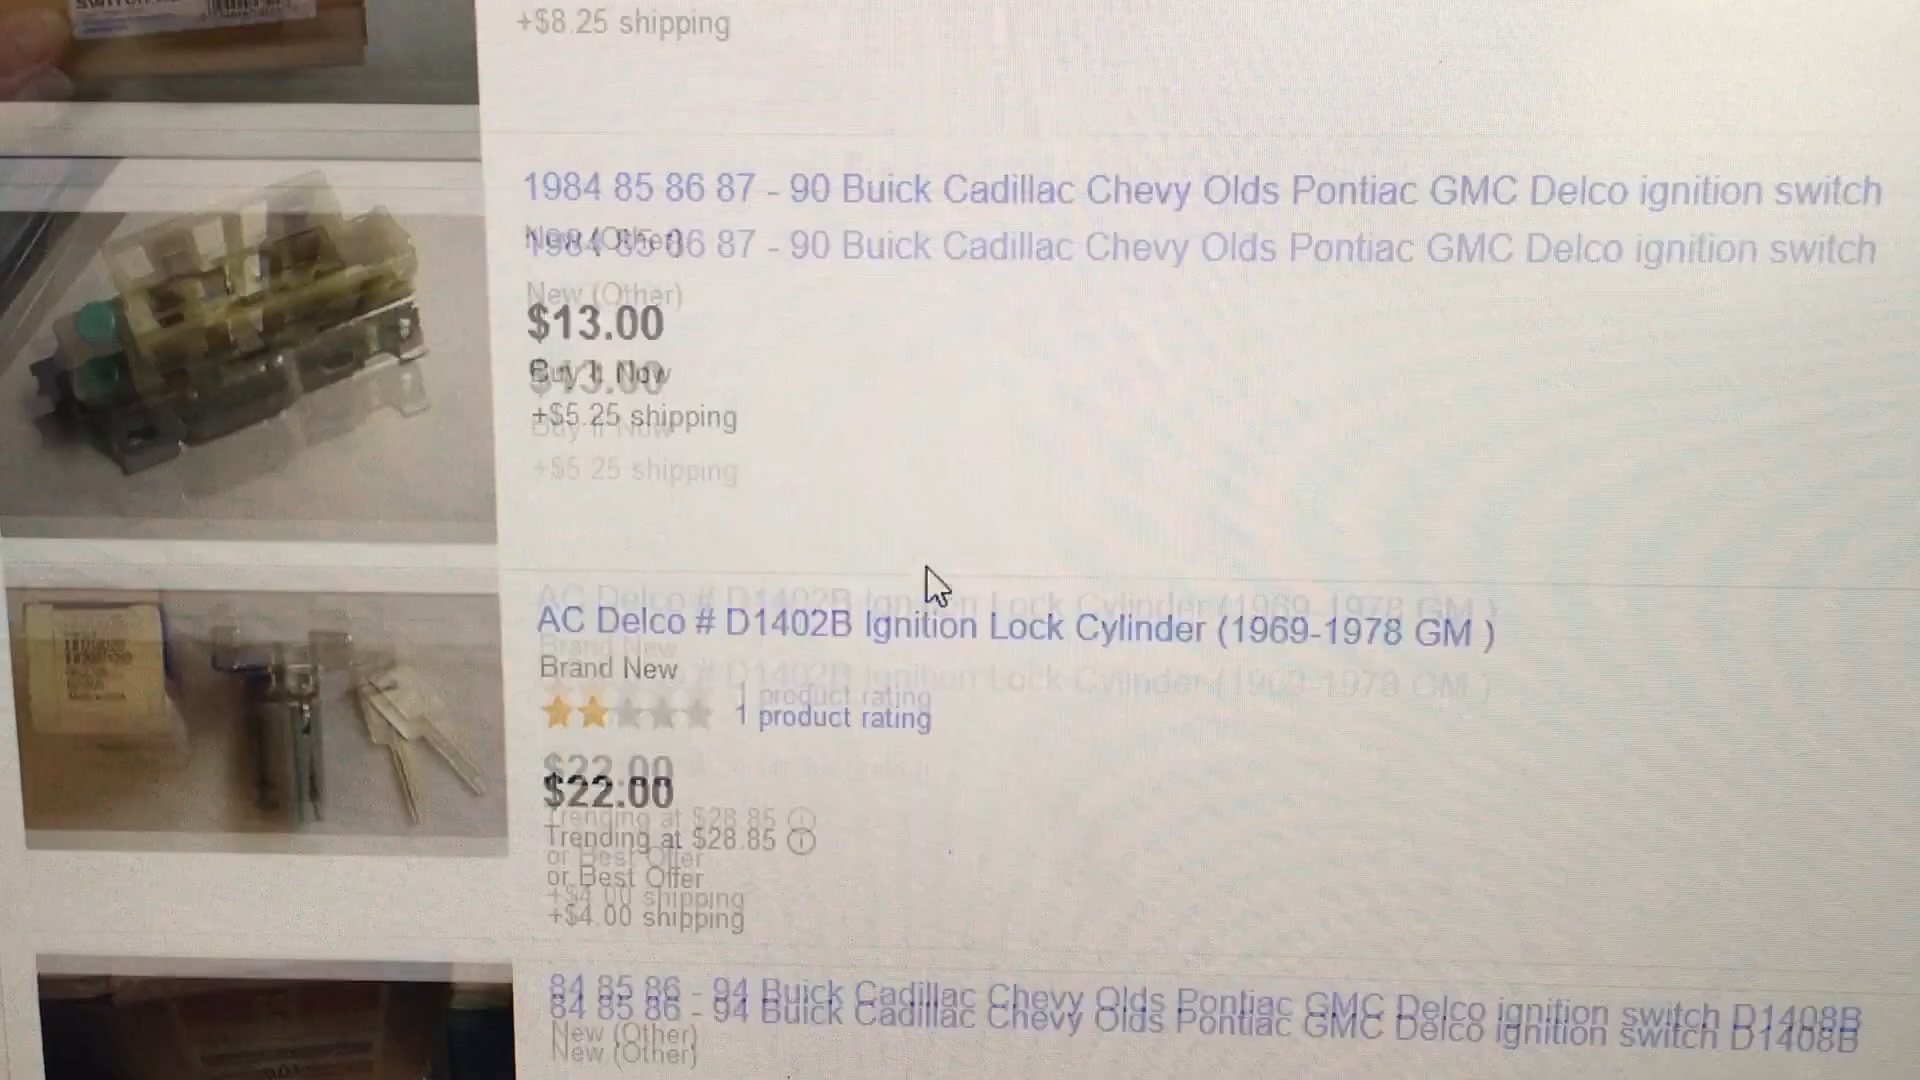 +$8.25 shipping
1984 85 86 87 - 90 Buick Cadillac Chevy Olds Pontiac GMC Delco ignition switch
New (Other)
$13.00
Buy It Now
+$5.25 shipping
AC Delco # D1402B Ignition Lock Cylinder (1969-1978 GM )
Brand New
1 product rating
$22.00
Trending at $28.85
or Best Offer
+$4.00 shipping
84 85 86 - 94 Buick Cadillac Chevy Olds Pontiac GMC Delco ignition switch D1408B
New (Other)